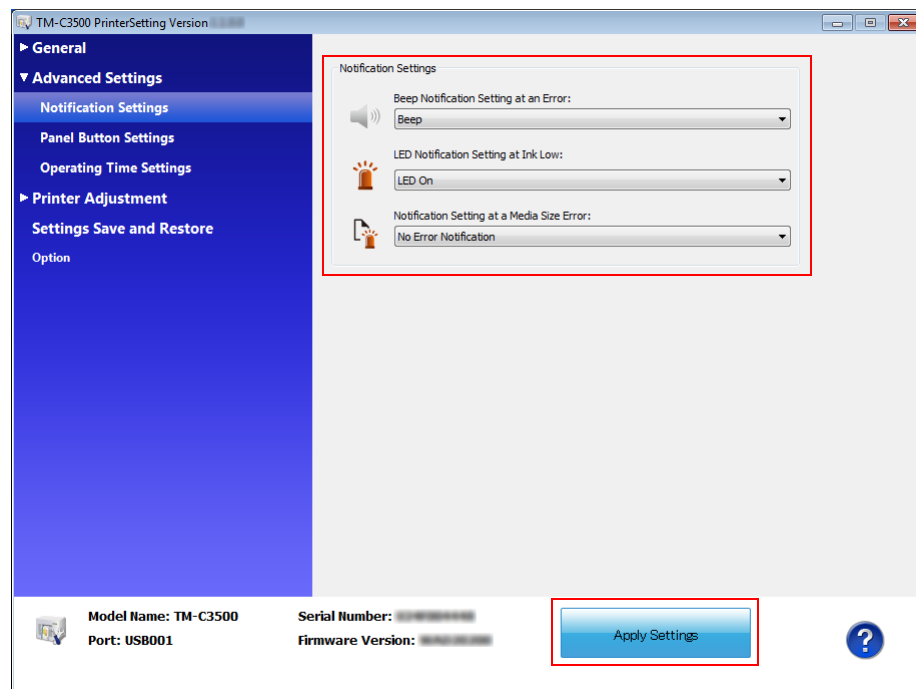 TM-C3500 PrinterSetting Version
General
Advanced Settings
Notification Settings
Panel Button Settings
Operating Time Settings
Printer Adjustment
Settings Save and Restore
Option
Notification Settings
Beep Notification Setting at an Error:
Beep
LED Notification Setting at Ink Low:
LED On
Notification Setting at a Media Size Error:
No Error Notification
Model Name: TM-C3500
Serial Number:
Port: USB001
Firmware Version:
Apply Settings
?